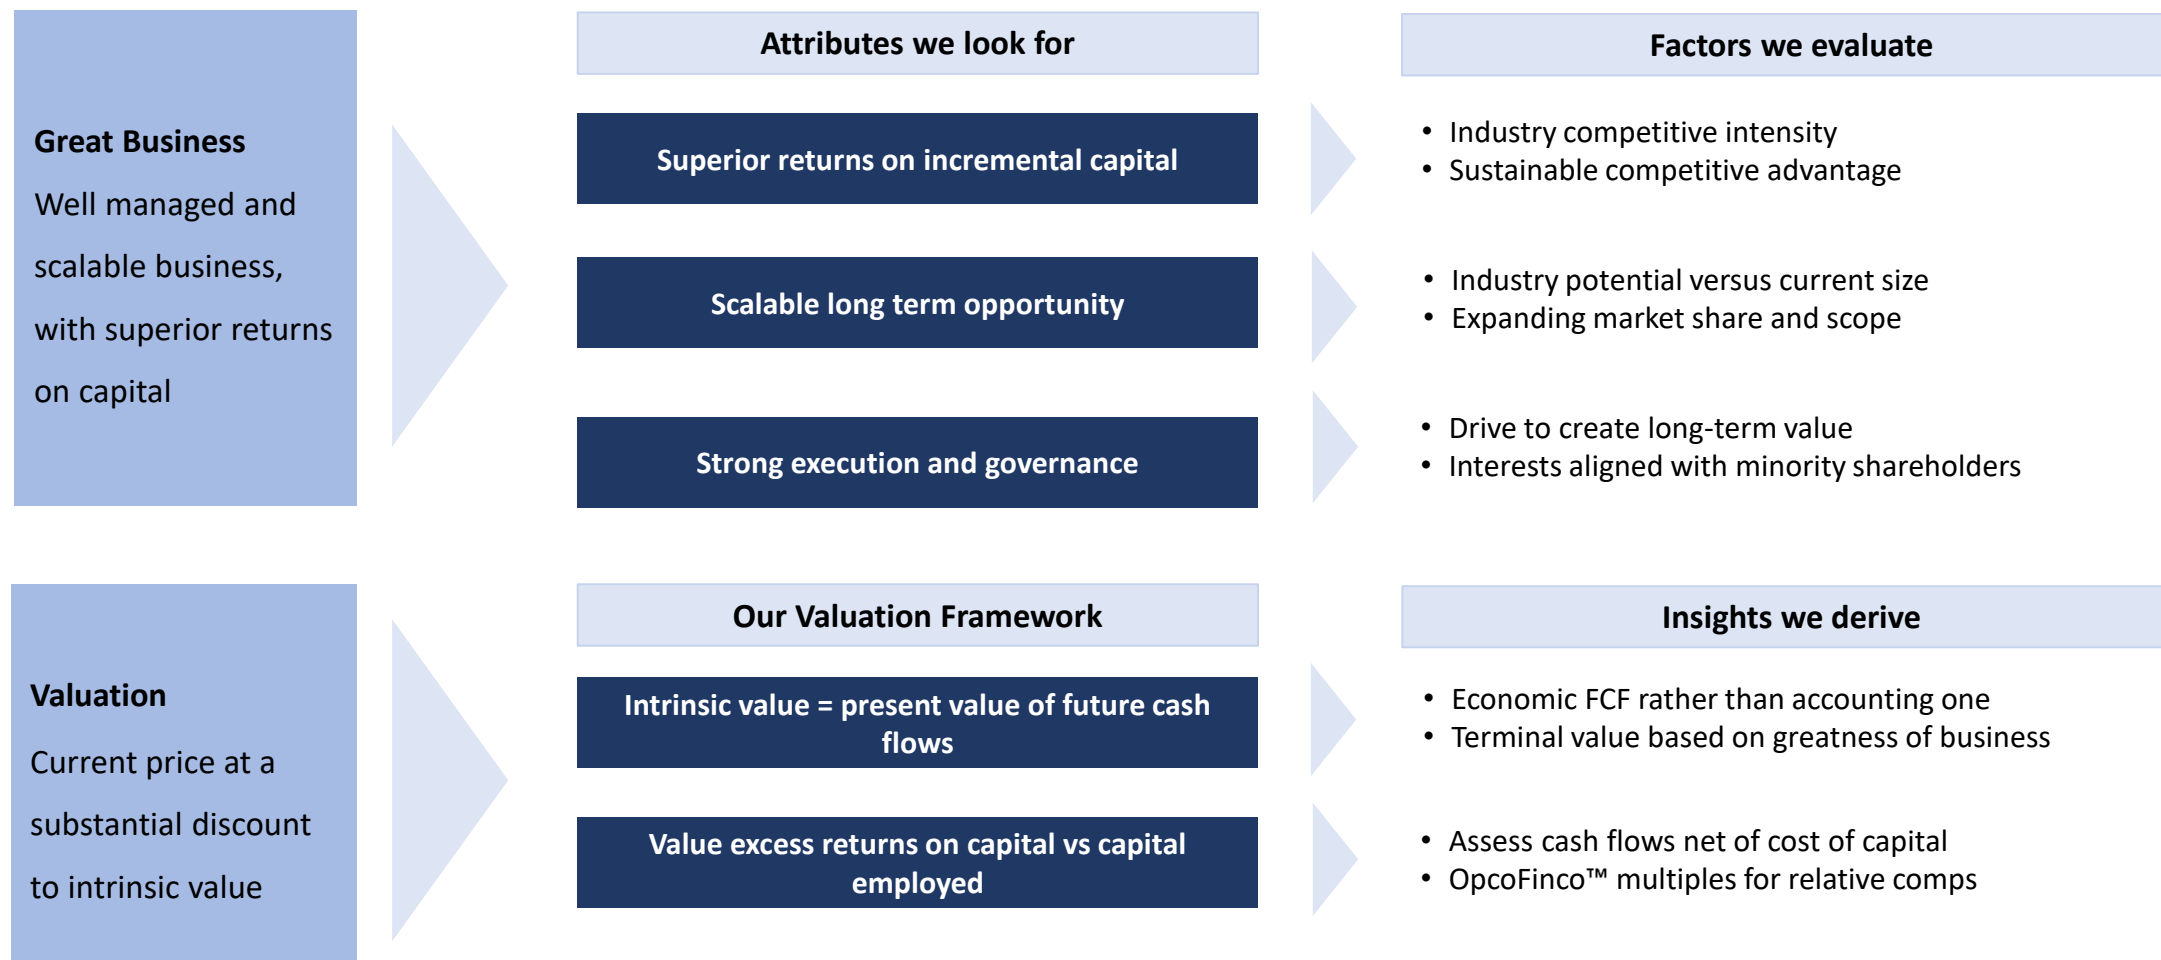 Great Business
Well managed and
scalable business,
with superior returns
on capital
Attributes we look for
Superior returns on incremental capital
Scalable long term opportunity
Strong execution and governance
Factors we evaluate
• Industry competitive intensity
• Sustainable competitive advantage
• Industry potential versus current size
• Expanding market share and scope
• Drive to create long-term value
• Interests aligned with minority shareholders
Valuation
Current price at a
substantial discount
to intrinsic value
Our Valuation Framework
Intrinsic value = present value of future cash
flows
Value excess returns on capital vs capital
employed
Insights we derive
• Economic FCF rather than accounting one
• Terminal value based on greatness of business
• Assess cash flows net of cost of capital
• OpcoFinco™ multiples for relative comps